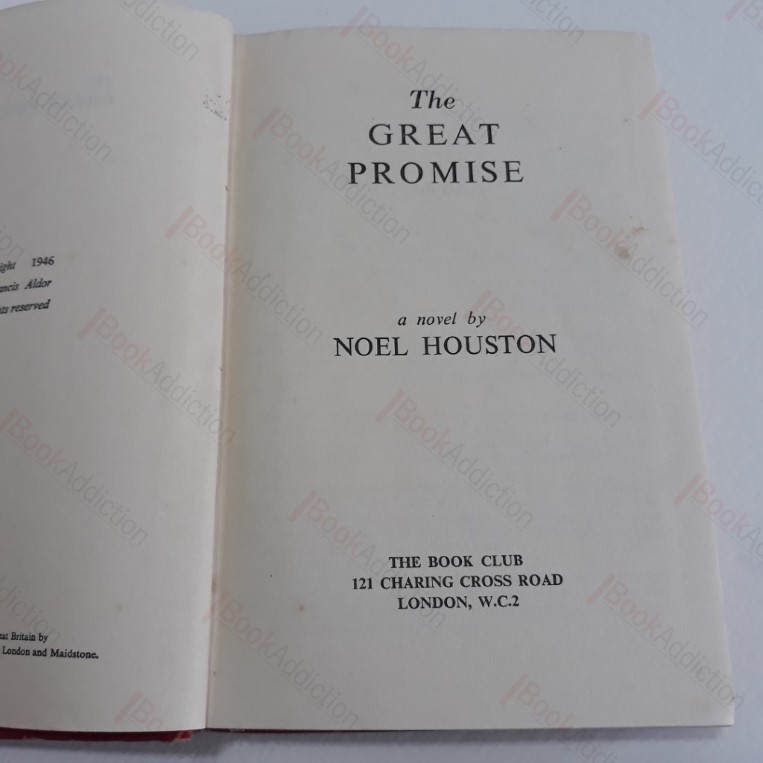 1946
Aldor
reserved
Britain by
London and Maidstone.
The
GREAT
PROMISE
a novel by
NOEL HOUSTON
THE BOOK CLUB
121 CHARING CROSS ROAD
LONDON, W.C.2
BookAddiction